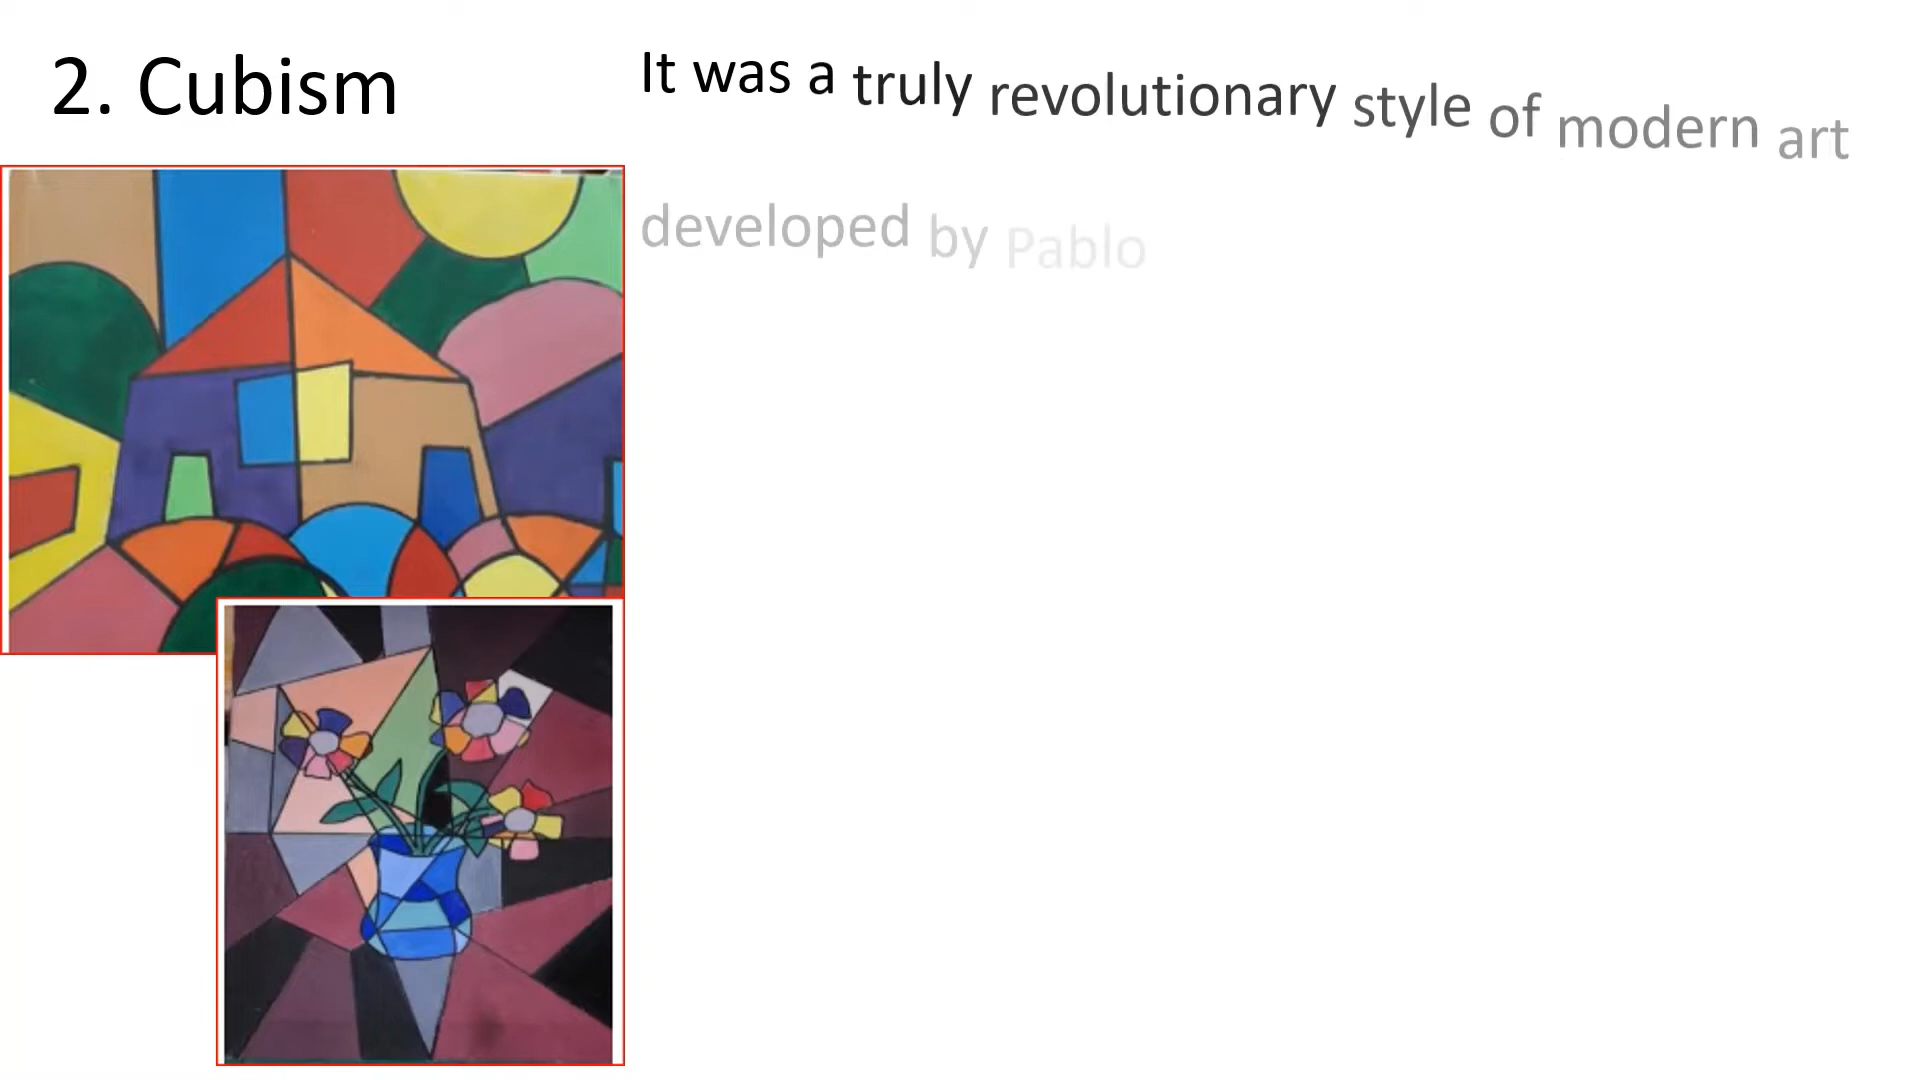 2. Cubism
It was a truly revolutionary style of modern art
developed by Pablo